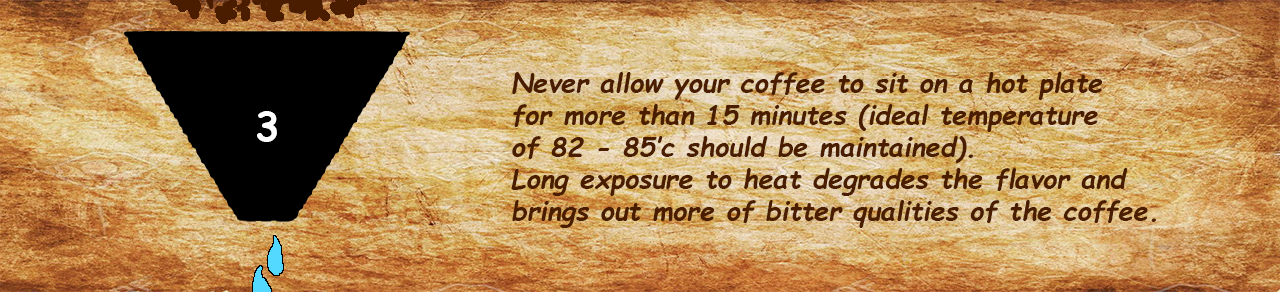 3
Never allow your coffee to sit on a hot plate
for more than 15 minutes (ideal temperature
of 82 - 85'c should be maintained).
Long exposure to heat degrades the flavor and
brings out more of bitter qualities of the coffee.